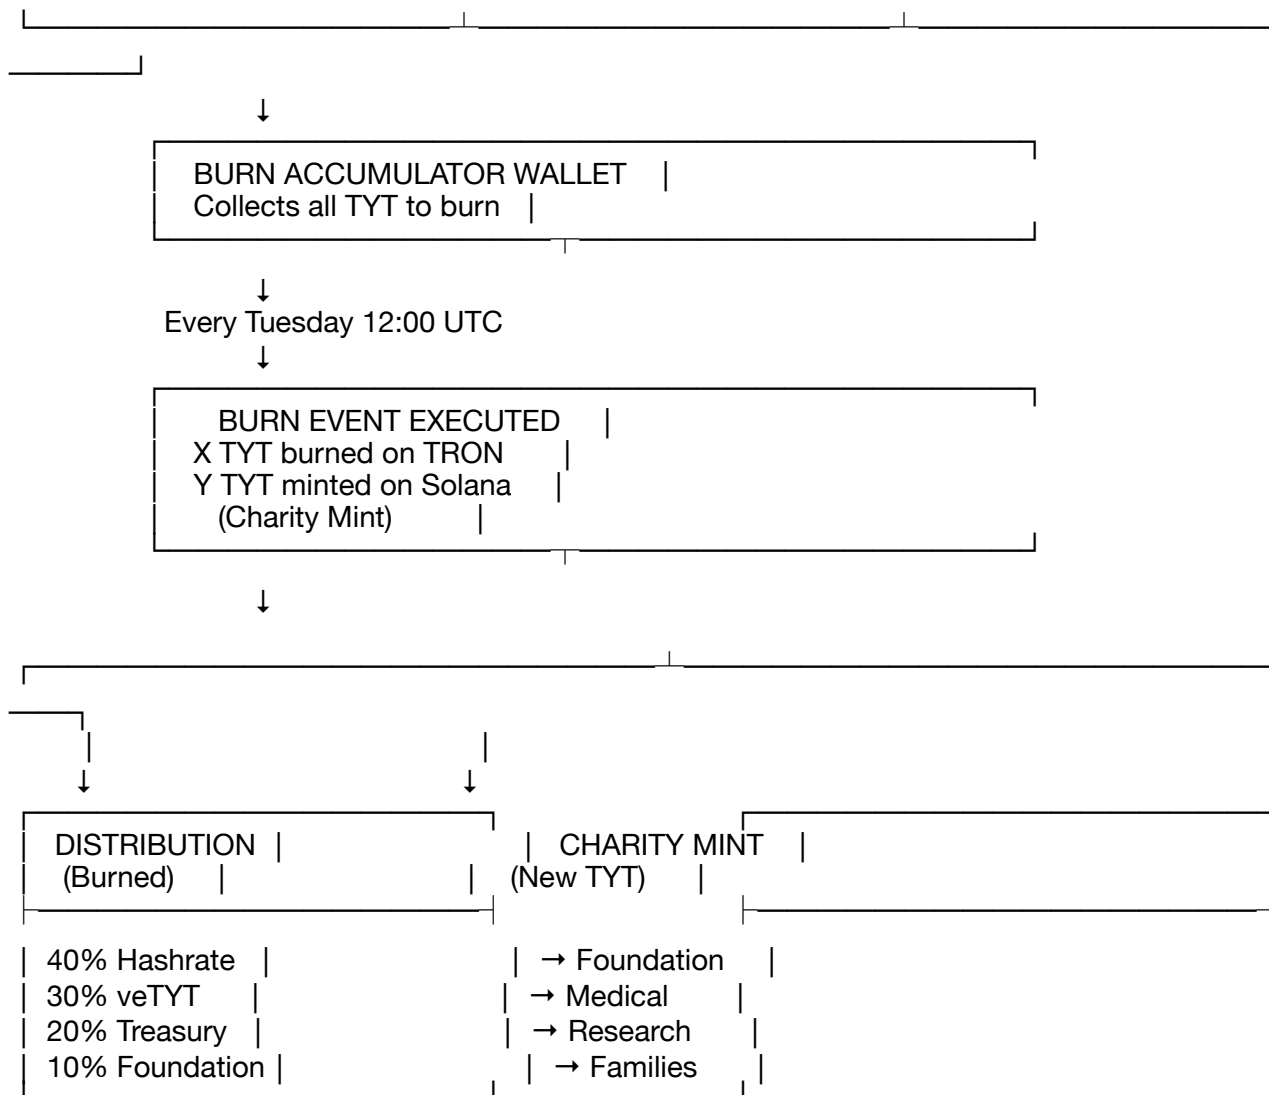 ↓
BURN ACCUMULATOR WALLET
Collects all TYT to burn
↓
Every Tuesday 12:00 UTC
↓
BURN EVENT EXECUTED
X TYT burned on TRON
Y TYT minted on Solana
(Charity Mint)
↓
↓ ↓
DISTRIBUTION CHARITY MINT
(Burned) (New TYT)
40% Hashrate → Foundation
30% veTYT → Medical
20% Treasury → Research
10% Foundation → Families